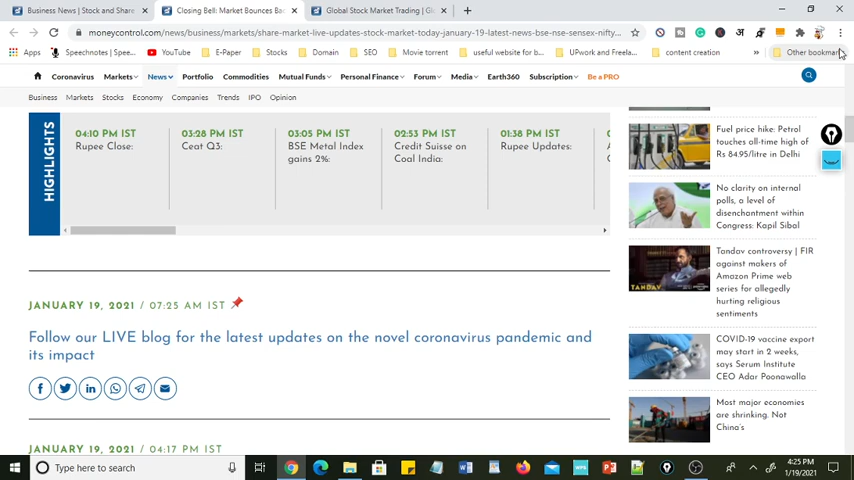 Business News | Stock and Share
Closing Bell: Market Bounces Bac
Global Stock Market Trading | Gl
moneycontrol.com/news/business/markets/share-market-live-updates-stock-market-today-january-19-latest-news-bse-nse-sensex-nifty...
Apps
Speechnotes | Spee...
YouTube
E-Paper
Stocks
Domain
SEO
Movie torrent
useful website for b...
UPwork and Freela...
content creation
Other bookmark
Coronavirus
Markets
News
Portfolio
Commodities
Mutual Funds
Personal Finance
Forum
Media
Earth360
Subscription
Be a PRO
Business
Markets
Stocks
Economy
Companies
Trends
IPO
Opinion
HIGHLIGHTS
04:10 PM IST
Rupee Close:
03:28 PM IST
Ceat Q3:
03:05 PM IST
BSE Metal Index
gains 2%:
02:53 PM IST
Credit Suisse on
Coal India:
01:38 PM IST
Rupee Updates:
JANUARY 19, 2021 / 07:25 AM IST
Follow our LIVE blog for the latest updates on the novel coronavirus pandemic and
its impact
JANUARY 19, 2021 / 04:17 PM IST
Fuel price hike: Petrol
touches all-time high of
Rs 84.95/litre in Delhi
No clarity on internal
polls, a level of
disenchantment within
Congress: Kapil Sibal
TANDAV
Tandav controversy | FIR
against makers of
Amazon Prime web
series for allegedly
hurting religious
sentiments
COVID-19 vaccine export
may start in 2 weeks,
says Serum Institute
CEO Adar Poonawalla
Most major economies
are shrinking. Not
China's
Type here to search
4:25 PM
1/19/2021